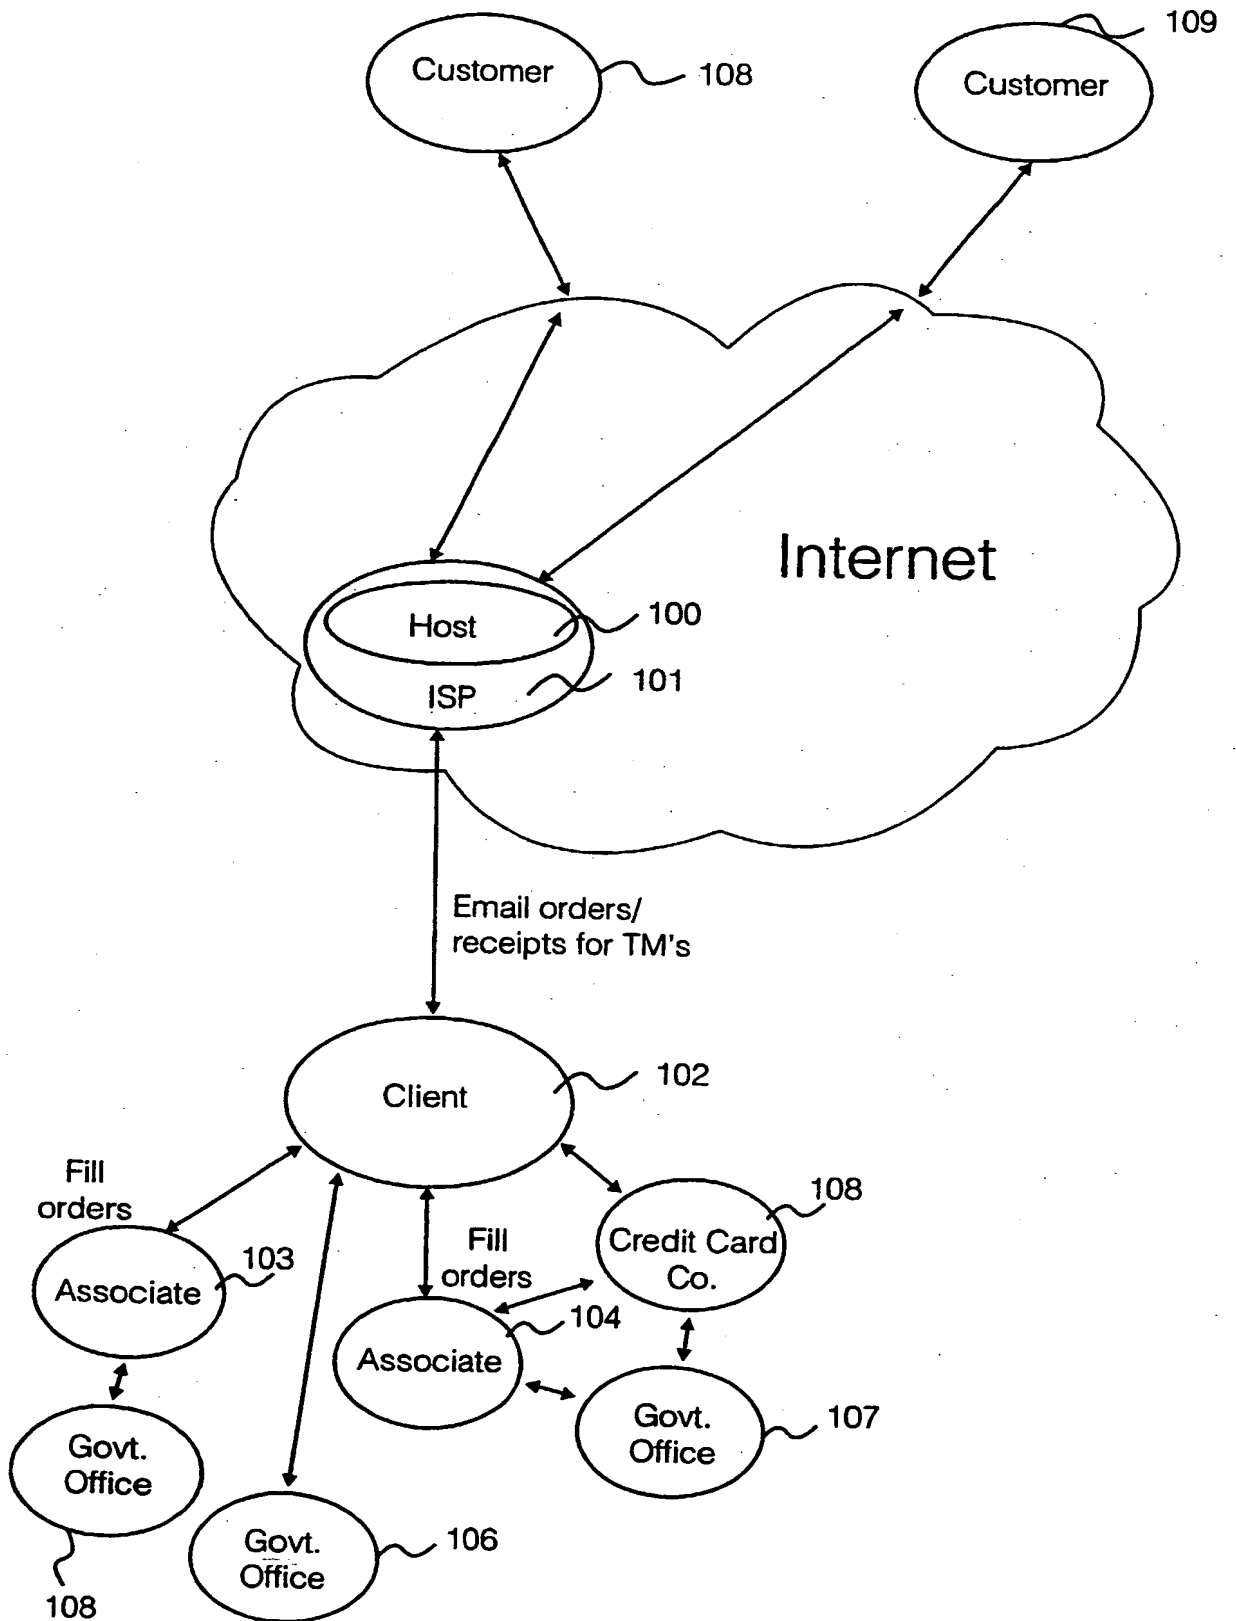 109
Customer
108
Customer
Internet
Host
100
ISP
101
Email orders/
receipts for TM's
Client
102
Fill
orders
Associate
103
Fill
orders
Credit Card
Co.
108
Associate
104
Govt.
Office
107
Govt.
Office
108
Govt.
Office
106